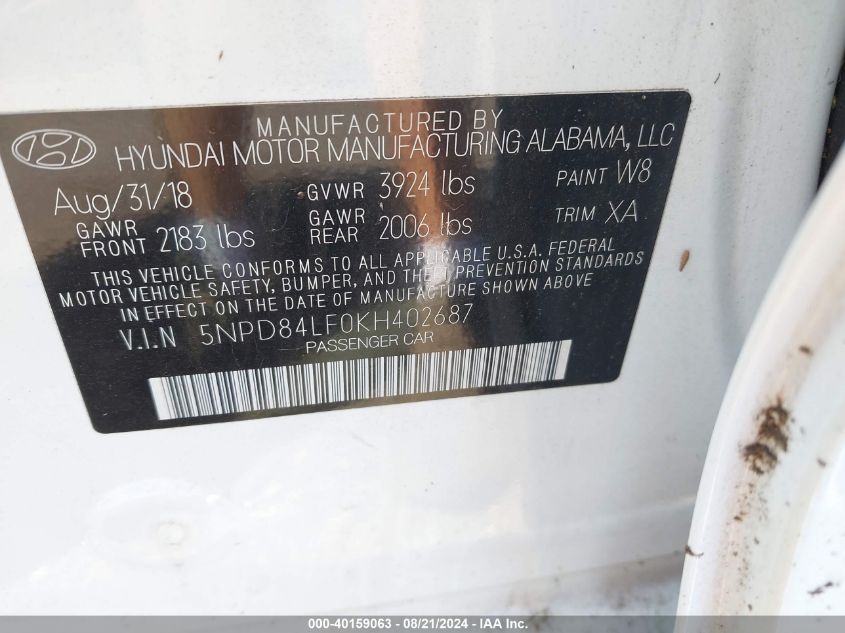 MANUFACTURED BY
HYUNDAI MOTOR MANUFACTURING ALABAMA, LLC
Aug/31/18 GVWR 3924 lbs PAINT W8
GAWR FRONT 2183 lbs GAWR REAR 2006 lbs TRIM XA
THIS VEHICLE CONFORMS TO ALL APPLICABLE U.S.A. FEDERAL
MOTOR VEHICLE SAFETY, BUMPER, AND THEFT PREVENTION STANDARDS
IN EFFECT ON THE DATE OF MANUFACTURE SHOWN ABOVE
V.I.N 5NPD84LF0KH402687
PASSENGER CAR
000-40159063 - 08/21/2024 - IAA Inc.